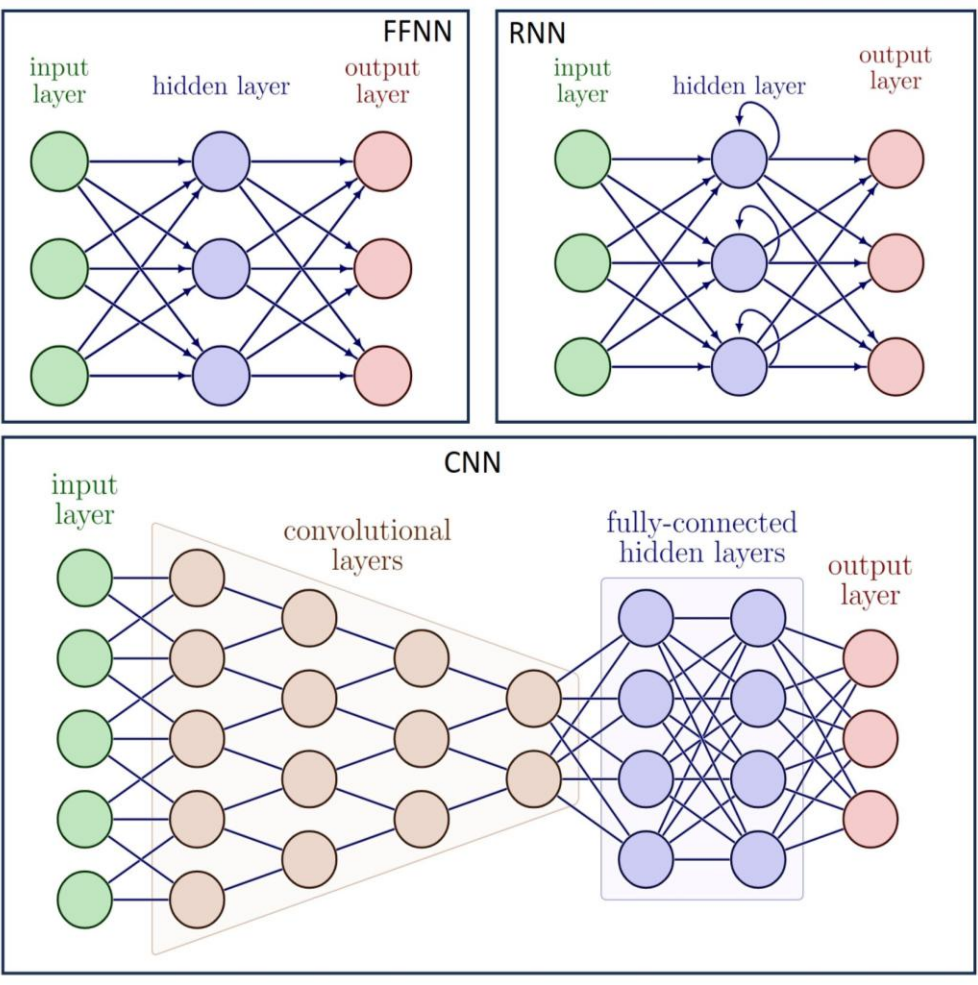 FFNN
input
layer
hidden layer
output
layer
RNN
input
layer
hidden layer
output
layer
CNN
input
layer
convolutional
layers
fully-connected
hidden layers
output
layer